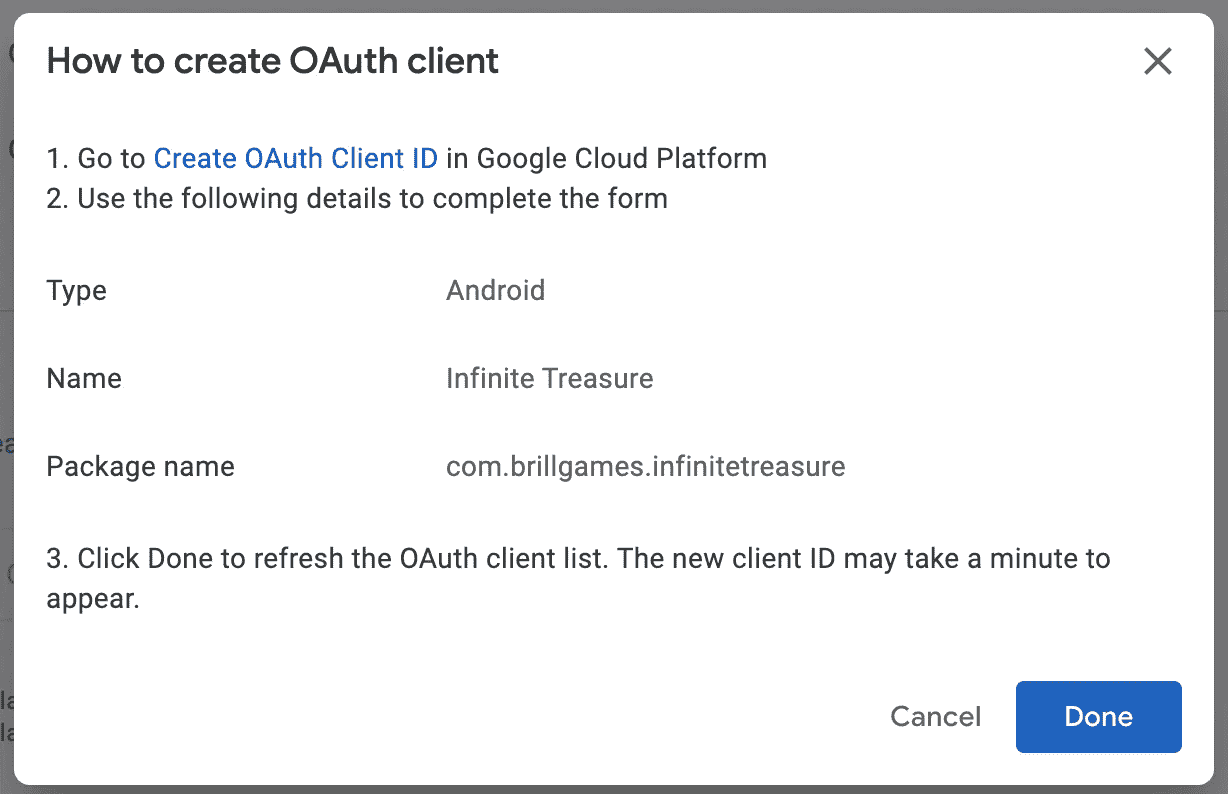 How to create OAuth client
1. Go to Create OAuth Client ID in Google Cloud Platform
2. Use the following details to complete the form
Type Android
Name Infinite Treasure
Package name com.brillgames.infinitetreasure
3. Click Done to refresh the OAuth client list. The new client ID may take a minute to
appear.
Cancel Done